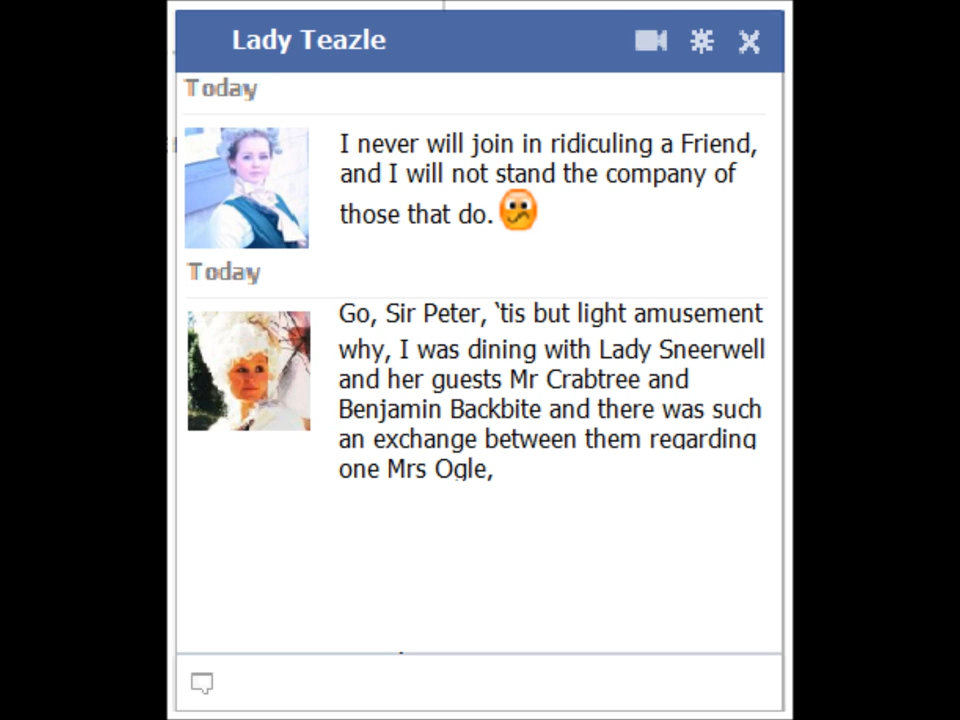 Lady Teazle
Today
I never will join in ridiculing a Friend,
and I will not stand the company of
those that do.
Today
Go, Sir Peter, ‘tis but light amusement
why, I was dining with Lady Sneerwell
and her guests Mr Crabtree and
Benjamin Backbite and there was such
an exchange between them regarding
one Mrs Ogle,